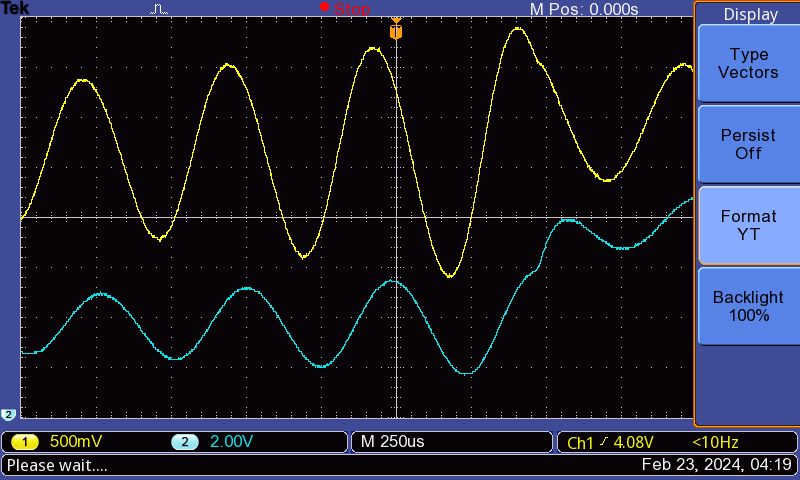 Tek Stop M Pos: 0.000s
Display
Type
Vectors
Persist
Off
Format
YT
Backlight
100%
T
2
1 500mV 2 2.00V M 250us Ch1 4.08V <10Hz
Please wait.... Feb 23, 2024, 04:19